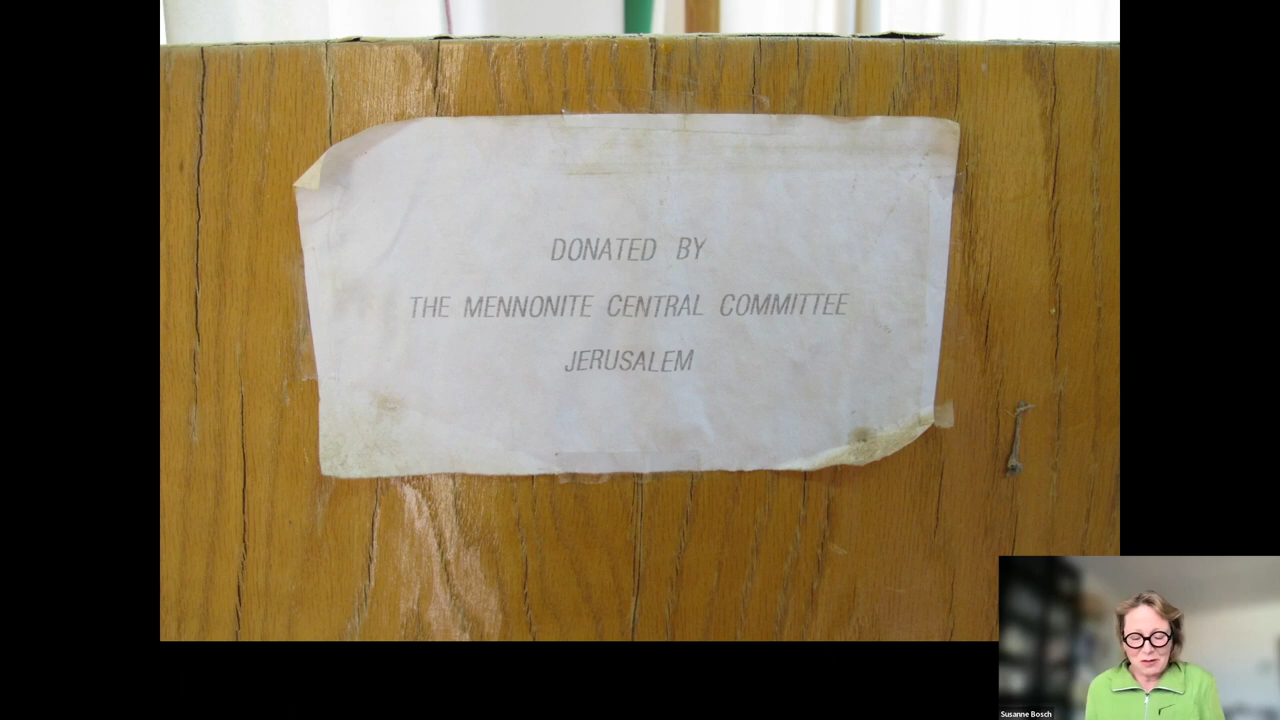 DONATED BY
THE MENNONITE CENTRAL COMMITTEE
JERUSALEM
Susanne Bosch